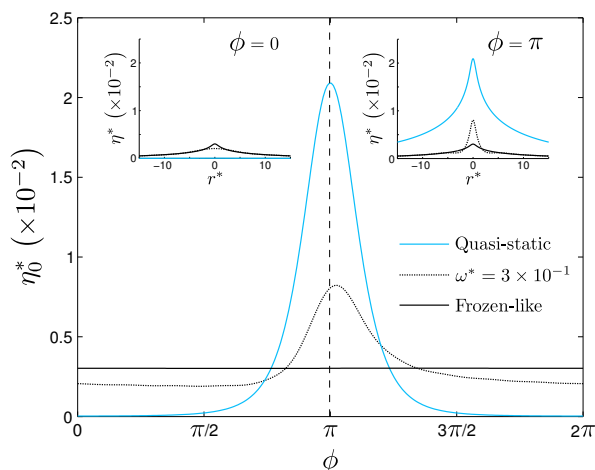 2.5
2
1.5
1
0.5
0
η₀* (×10⁻²)
0
π/2
π
3π/2
2π
ϕ
ϕ = 0
η* (×10⁻²)
2
1
0
−10
0
10
r*
ϕ = π
η* (×10⁻²)
2
1
0
−10
0
10
r*
Quasi-static
ω* = 3 × 10⁻¹
Frozen-like